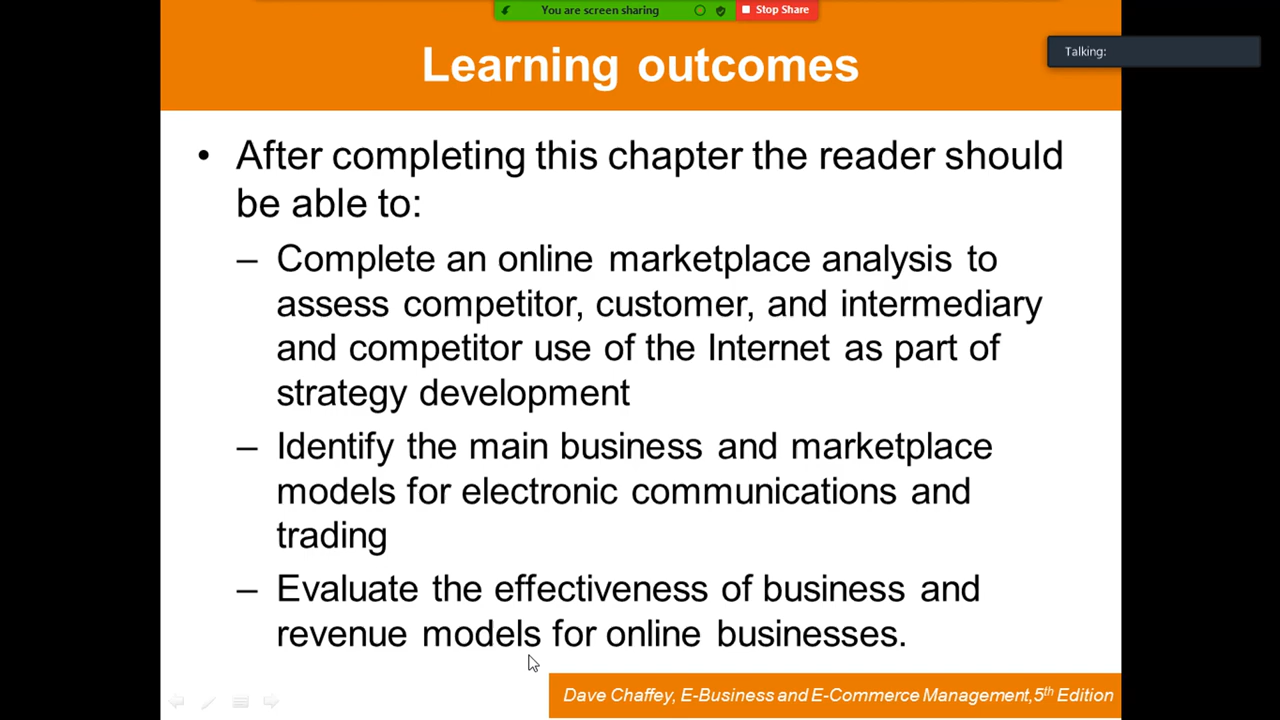 You are screen sharing
Stop Share
Learning outcomes
Talking:
• After completing this chapter the reader should
be able to:
– Complete an online marketplace analysis to
assess competitor, customer, and intermediary
and competitor use of the Internet as part of
strategy development
– Identify the main business and marketplace
models for electronic communications and
trading
– Evaluate the effectiveness of business and
revenue models for online businesses.
Dave Chaffey, E-Business and E-Commerce Management,5th Edition